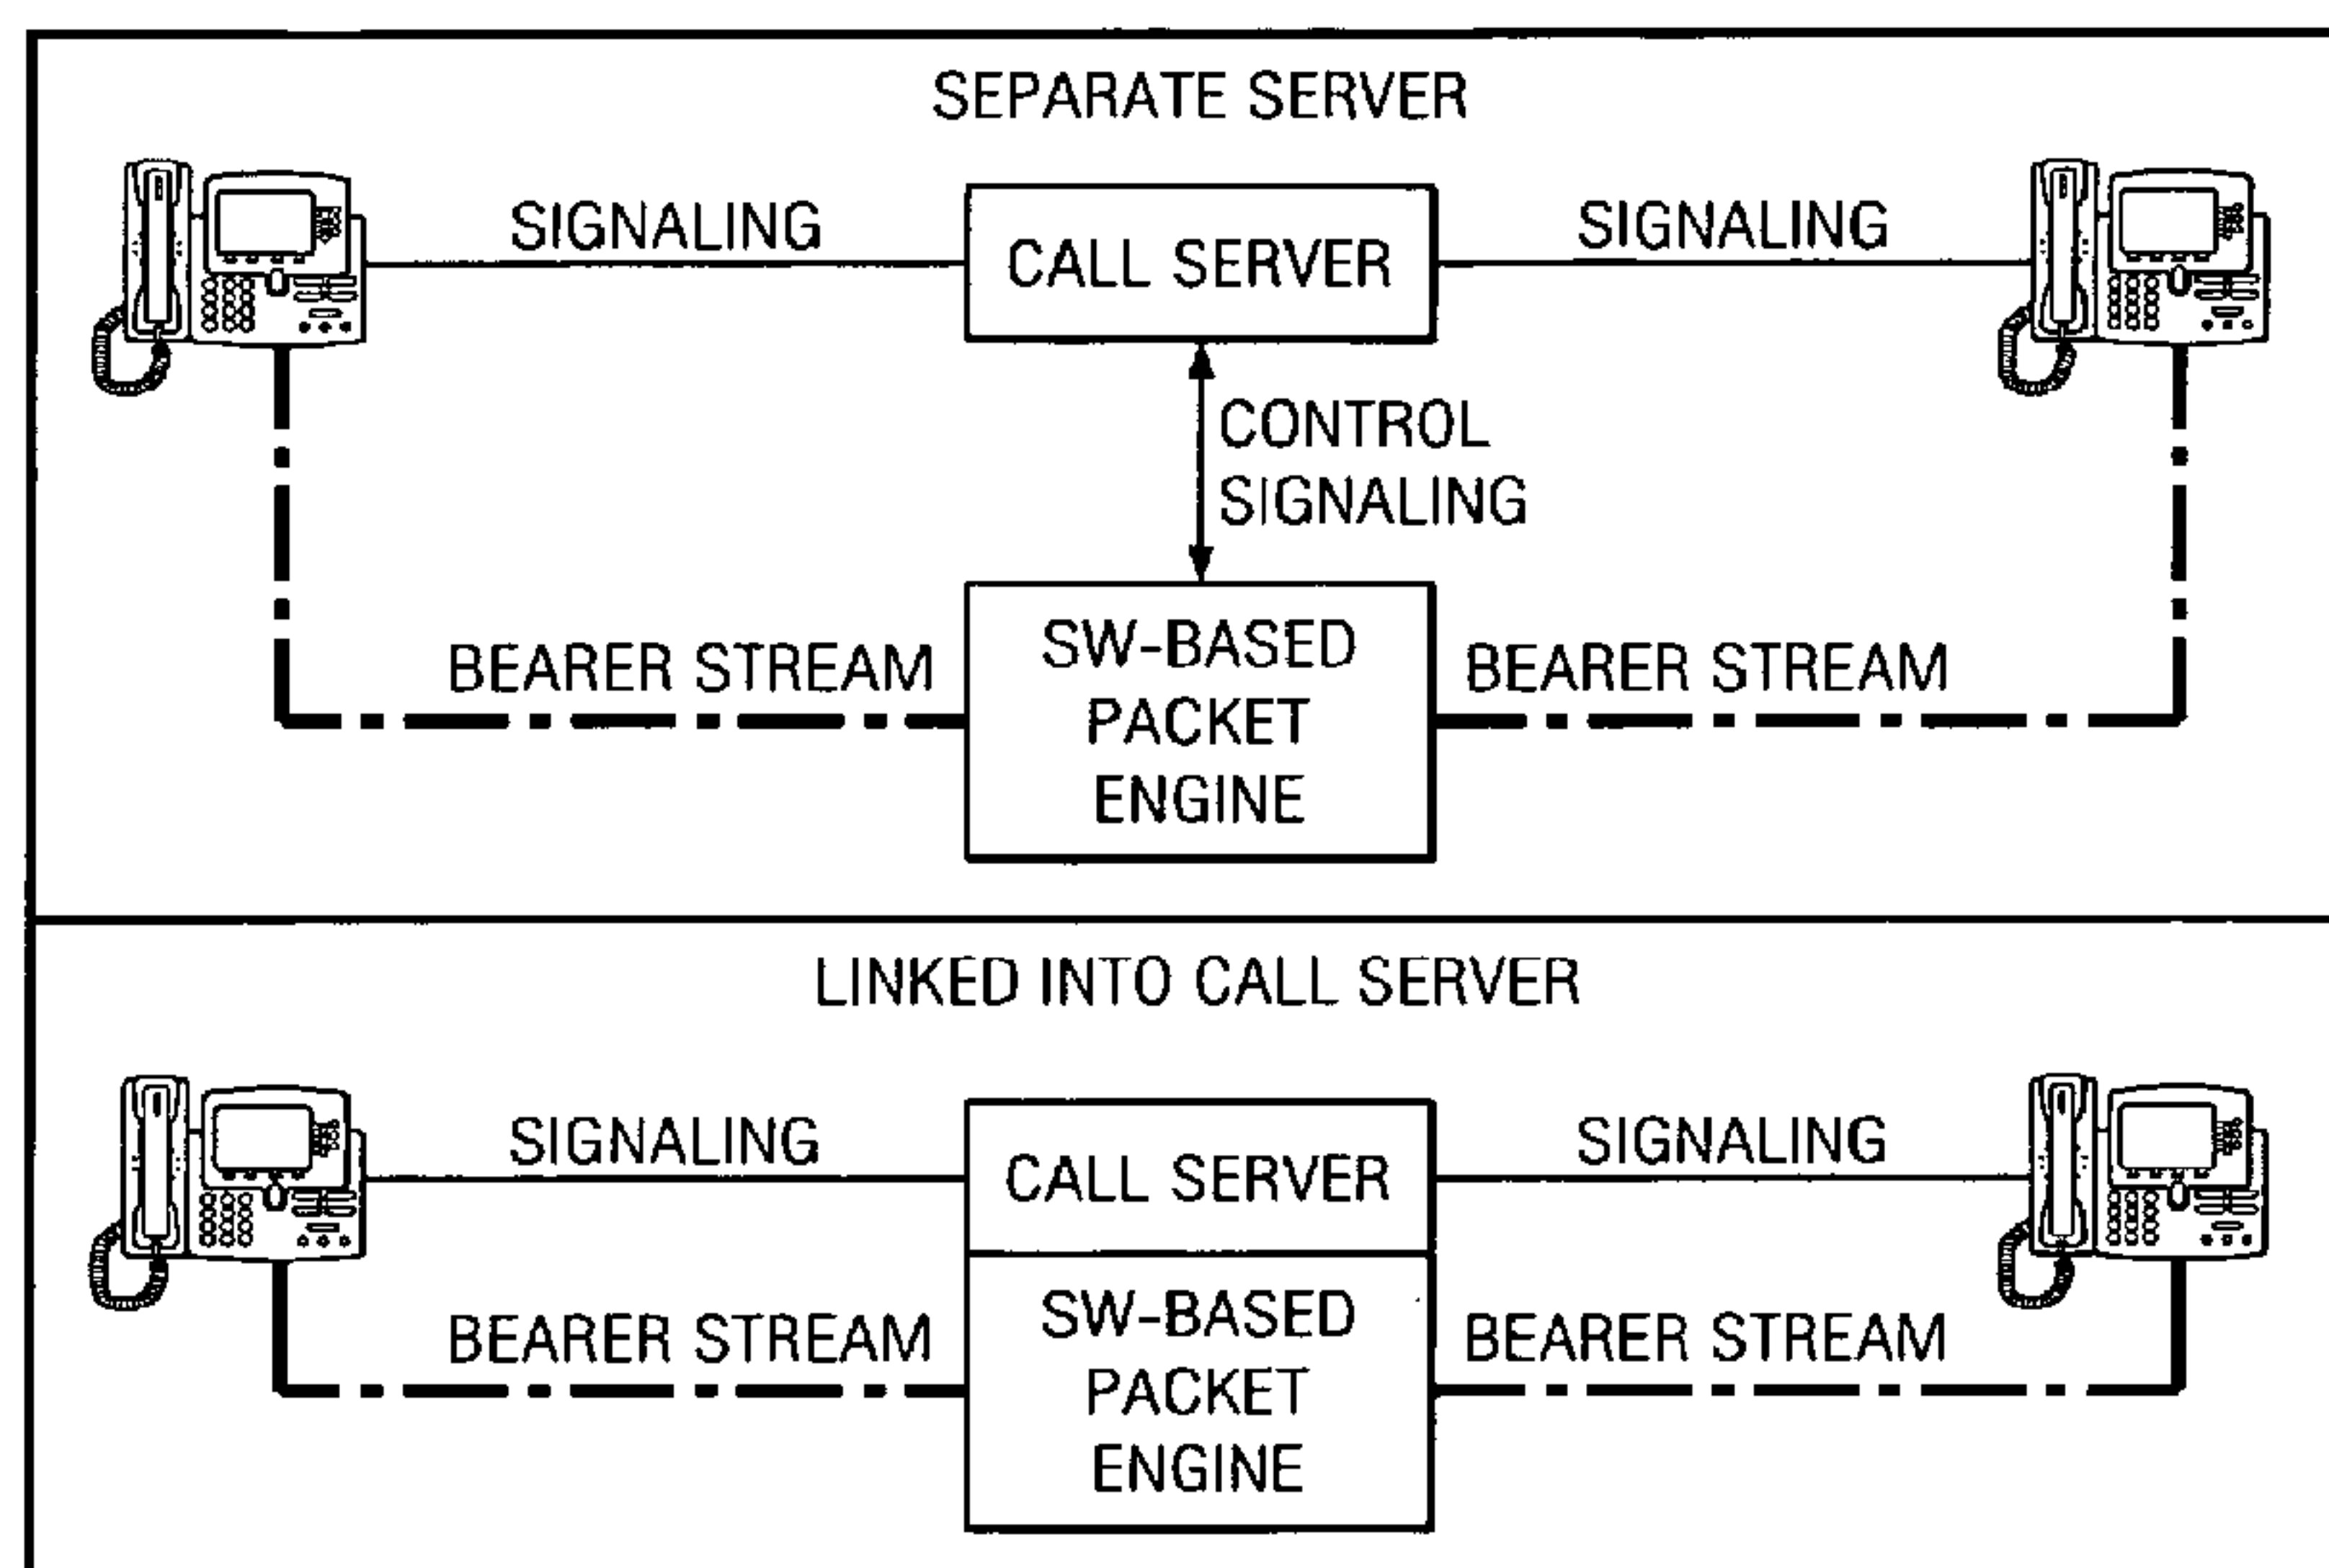 SEPARATE SERVER
SIGNALING
CALL SERVER
SIGNALING
CONTROL
SIGNALING
BEARER STREAM
SW-BASED
PACKET
ENGINE
BEARER STREAM
LINKED INTO CALL SERVER
SIGNALING
CALL SERVER
SIGNALING
BEARER STREAM
SW-BASED
PACKET
ENGINE
BEARER STREAM